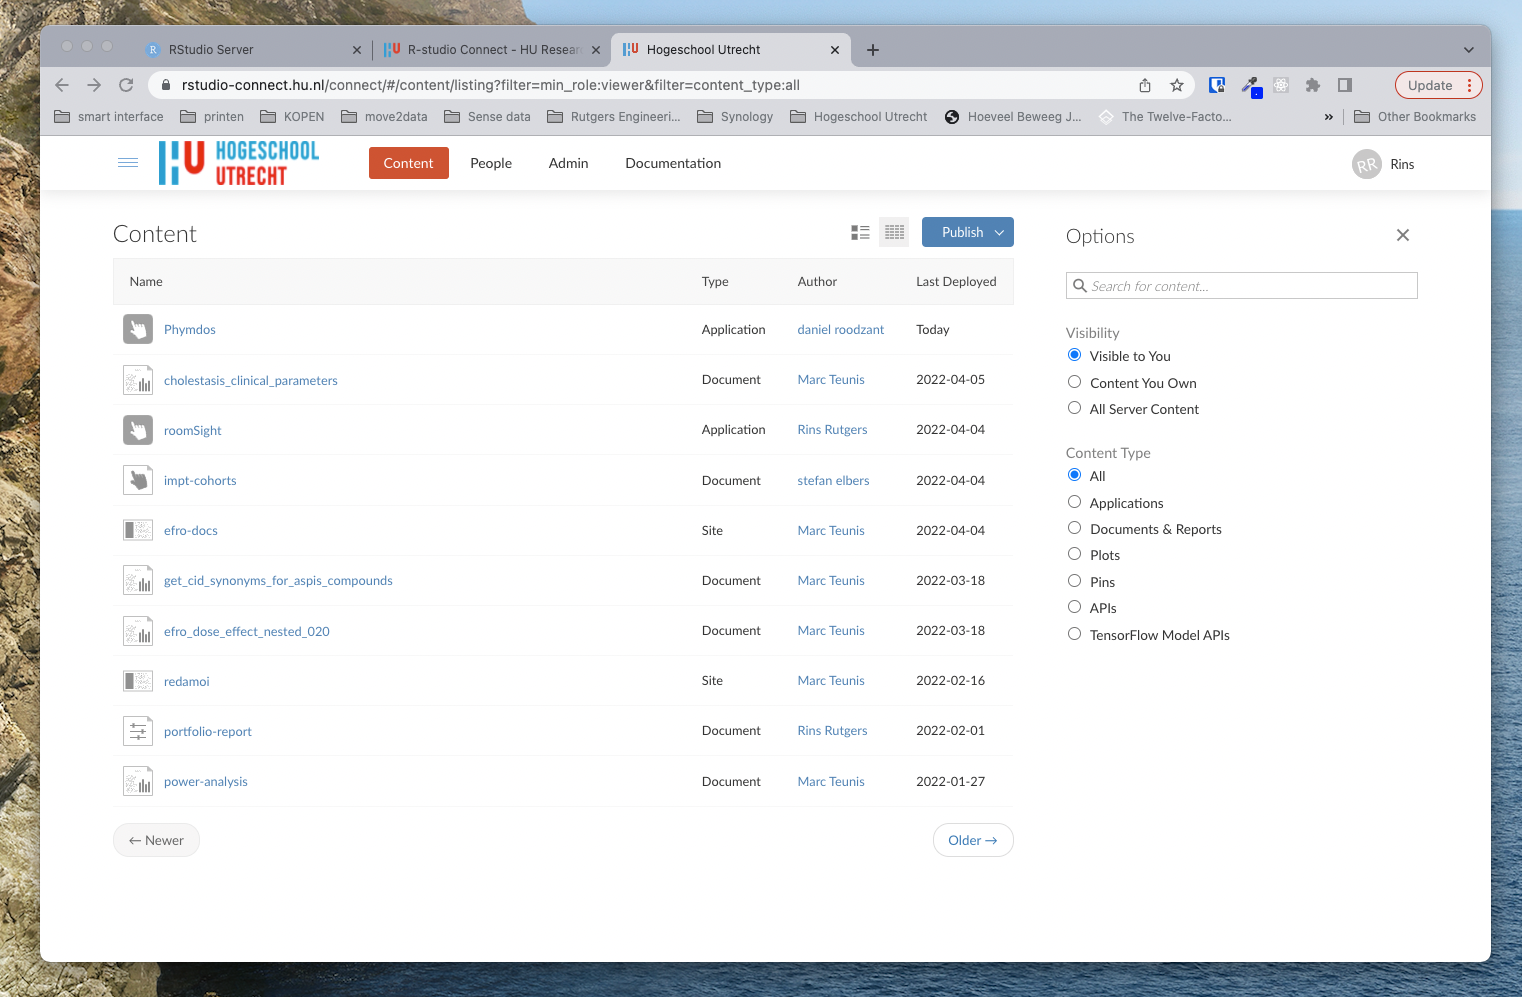 RStudio Server
R-studio Connect - HU Resear
Hogeschool Utrecht
rstudio-connect.hu.nl/connect/#/content/listing?filter=min_role:viewer&filter=content_type:all
Update
smart interface
printen
KOPEN
move2data
Sense data
Rutgers Engineeri...
Synology
Hogeschool Utrecht
Hoeveel Beweeg J...
The Twelve-Facto...
»
Other Bookmarks
HU HOGESCHOOL
UTRECHT
Content
People
Admin
Documentation
RR
Rins
Content
Publish
Name Type Author Last Deployed
Phymdos Application daniel roodzant Today
cholestasis_clinical_parameters Document Marc Teunis 2022-04-05
roomSight Application Rins Rutgers 2022-04-04
impt-cohorts Document stefan elbers 2022-04-04
efro-docs Site Marc Teunis 2022-04-04
get_cid_synonyms_for_aspis_compounds Document Marc Teunis 2022-03-18
efro_dose_effect_nested_020 Document Marc Teunis 2022-03-18
redamoi Site Marc Teunis 2022-02-16
portfolio-report Document Rins Rutgers 2022-02-01
power-analysis Document Marc Teunis 2022-01-27
← Newer
Older →
Options
Search for content...
Visibility
Visible to You
Content You Own
All Server Content
Content Type
All
Applications
Documents & Reports
Plots
Pins
APIs
TensorFlow Model APIs